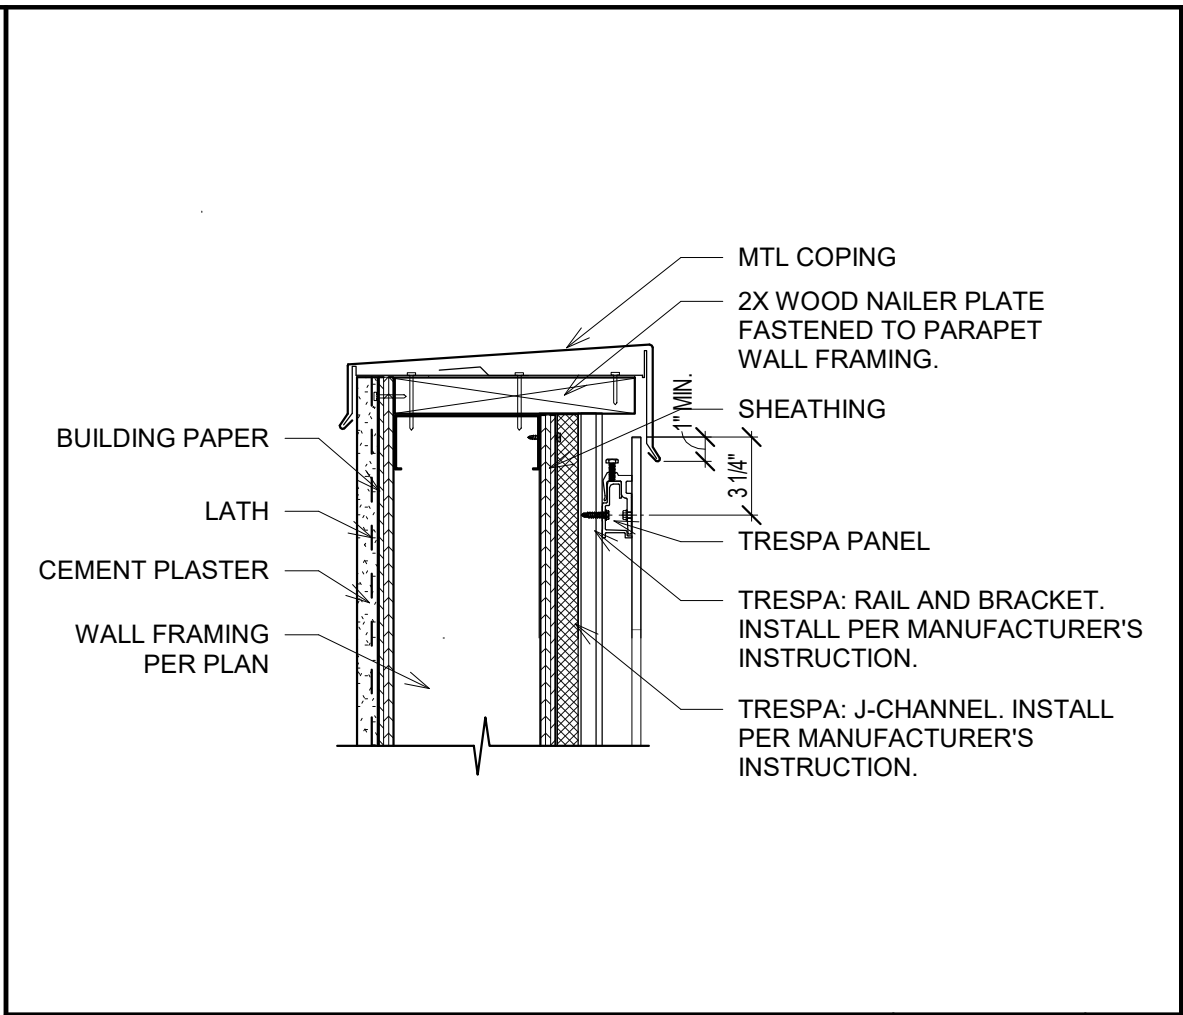 MTL COPING
2X WOOD NAILER PLATE
FASTENED TO PARAPET
WALL FRAMING.
1" MIN.
SHEATHING
3 1/4"
BUILDING PAPER
LATH
CEMENT PLASTER
WALL FRAMING
PER PLAN
TRESPA PANEL
TRESPA: RAIL AND BRACKET.
INSTALL PER MANUFACTURER'S
INSTRUCTION.
TRESPA: J-CHANNEL. INSTALL
PER MANUFACTURER'S
INSTRUCTION.